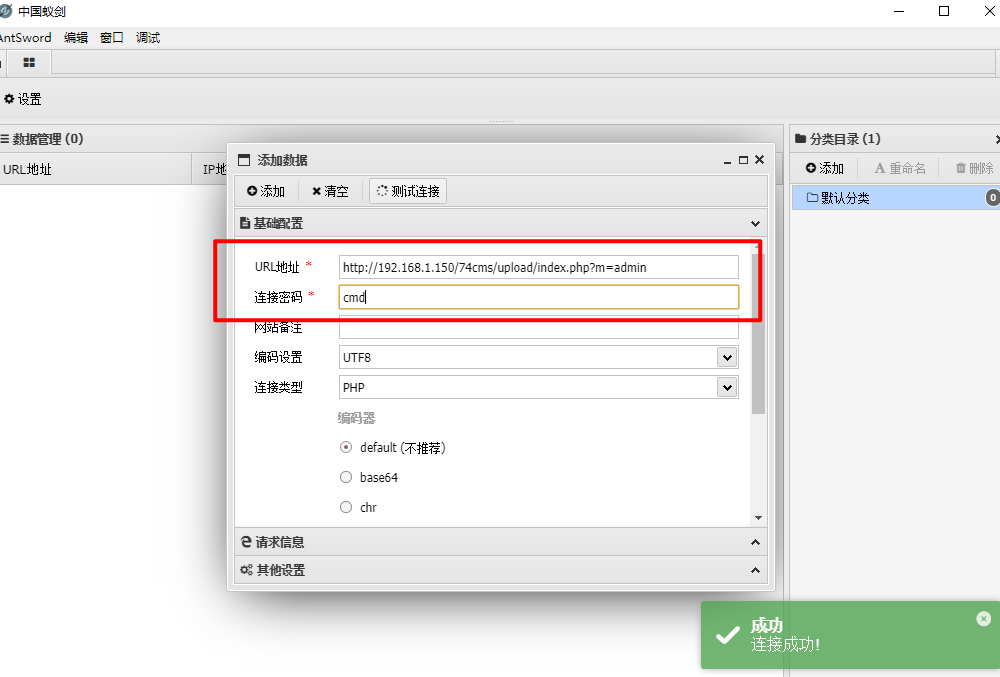 中国蚁剑
AntSword 编辑 窗口 调试
设置
数据管理 (0)
分类目录 (1)
URL地址 IP地
添加 重命名 删除
默认分类 0
添加数据
添加 清空 测试连接
基础配置
URL地址 * http://192.168.1.150/74cms/upload/index.php?m=admin
连接密码 * cmd
网站备注
编码设置 UTF8
连接类型 PHP
编码器
default (不推荐)
base64
chr
请求信息
其他设置
成功
连接成功!